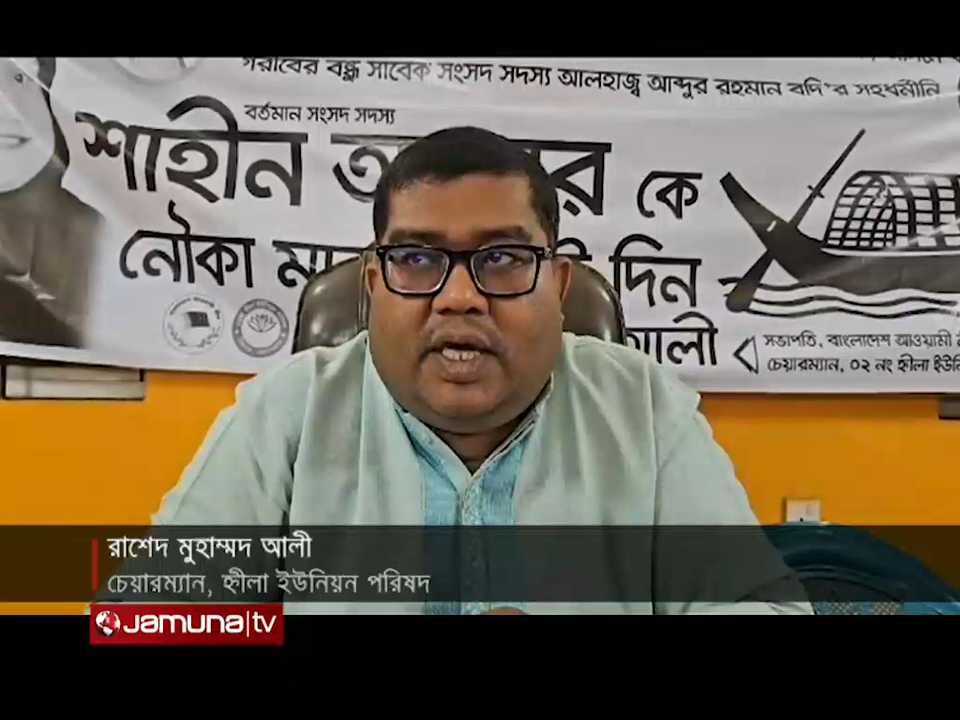 গরীবের বন্ধু সাবেক সংসদ সদস্য আলহাজ্ব আব্দুর রহমান বদি'র সহধর্মীনি
বর্তমান সংসদ সদস্য
শাহীন কে
নৌকা দিন
আলী
সভাপতি, বাংলাদেশ আওয়ামী
চেয়ারম্যান, ০২ নং হ্নীলা
রাশেদ মুহাম্মদ আলী
চেয়ারম্যান, হ্নীলা ইউনিয়ন পরিষদ
Jamuna|tv